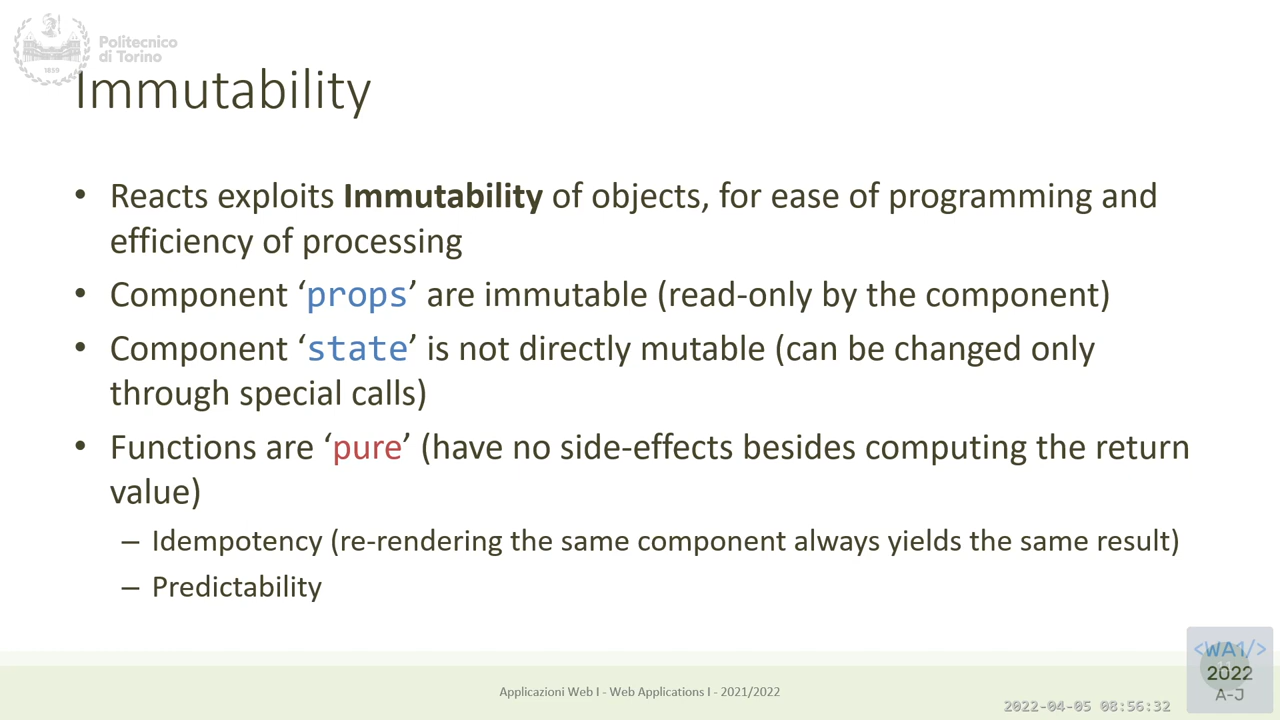 Politecnico
di Torino
1859
Immutability
• Reacts exploits Immutability of objects, for ease of programming and
efficiency of processing
• Component ‘props’ are immutable (read-only by the component)
• Component ‘state’ is not directly mutable (can be changed only
through special calls)
• Functions are ‘pure’ (have no side-effects besides computing the return
value)
– Idempotency (re-rendering the same component always yields the same result)
– Predictability
Applicazioni Web I - Web Applications I - 2021/2022
2022-04-05 08:56:32
<WA1/>
2022
A-J